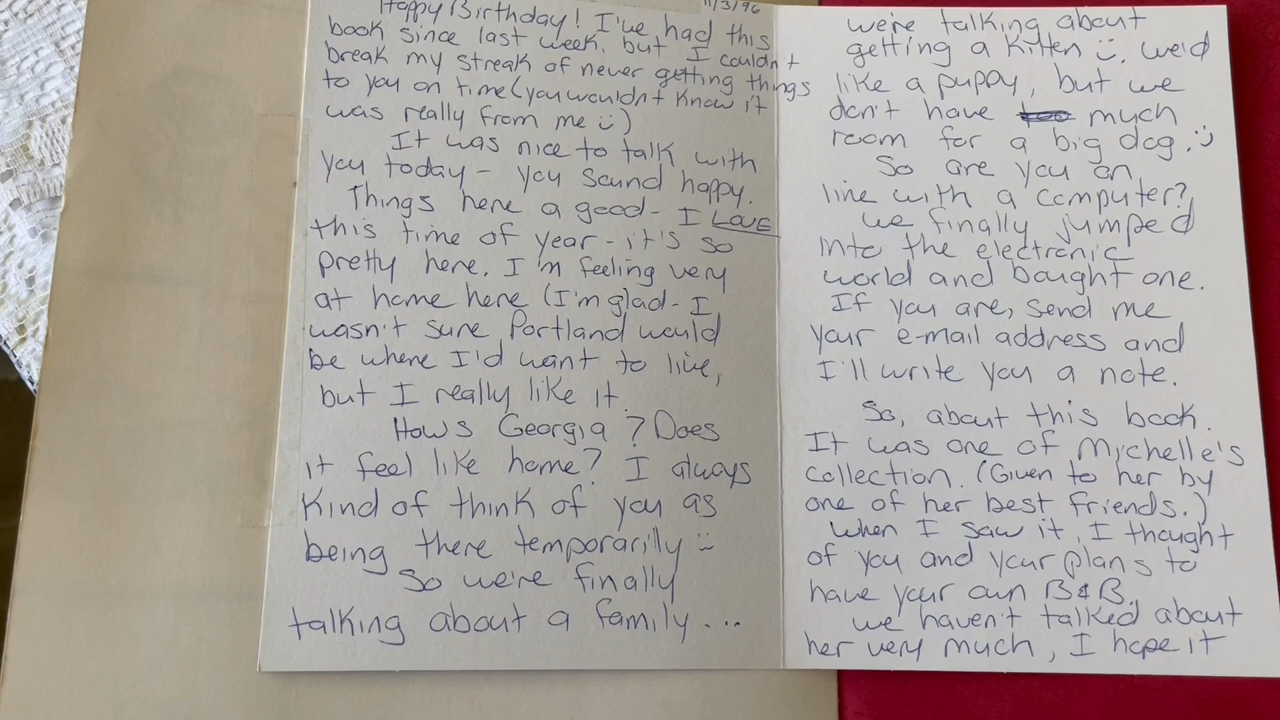 11/3/96
Happy Birthday! I've had this
book since last week, but I couldn't
break my streak of never getting things
to you on time (you wouldn't know it
was really from me :)
It was nice to talk with
you today - you sound happy.
Things here a good - I LOVE
this time of year - it's so
pretty here. I'm feeling very
at home here (I'm glad - I
wasn't sure Portland would
be where I'd want to live,
but I really like it.
How's Georgia? Does
it feel like home? I always
kind of think of you as
being there temporarily :)
So we're finally
talking about a family...
we're talking about
getting a kitten :). We'd
like a puppy, but we
don't have much
room for a big dog. :)
So are you on
line with a computer?
We finally jumped
into the electronic
world and bought one.
If you are, send me
your e-mail address and
I'll write you a note.
So, about this book.
It was one of Michelle's
collection. (Given to her by
one of her best friends.)
When I saw it, I thought
of you and your plans to
have your own B&B.
We haven't talked about
her very much, I hope it